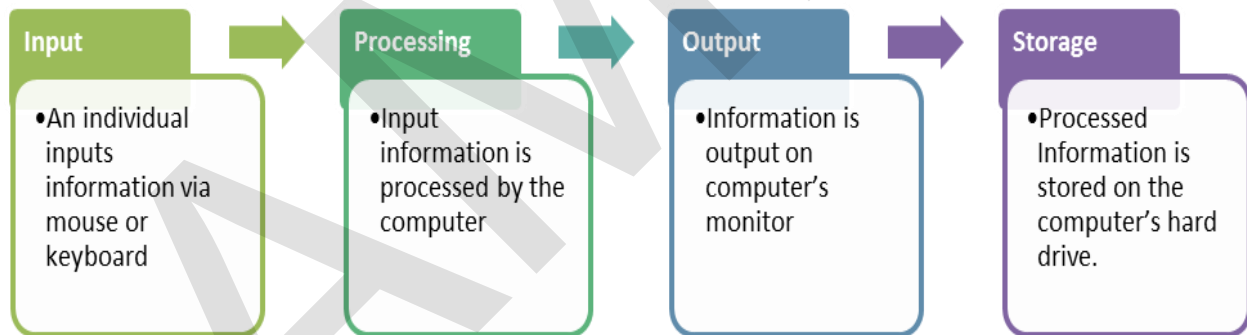 Input
•An individual
inputs
information via
mouse or
keyboard
Processing
•Input
information is
processed by the
computer
Output
•Information is
output on
computer's
monitor
Storage
•Processed
Information is
stored on the
computer's hard
drive.